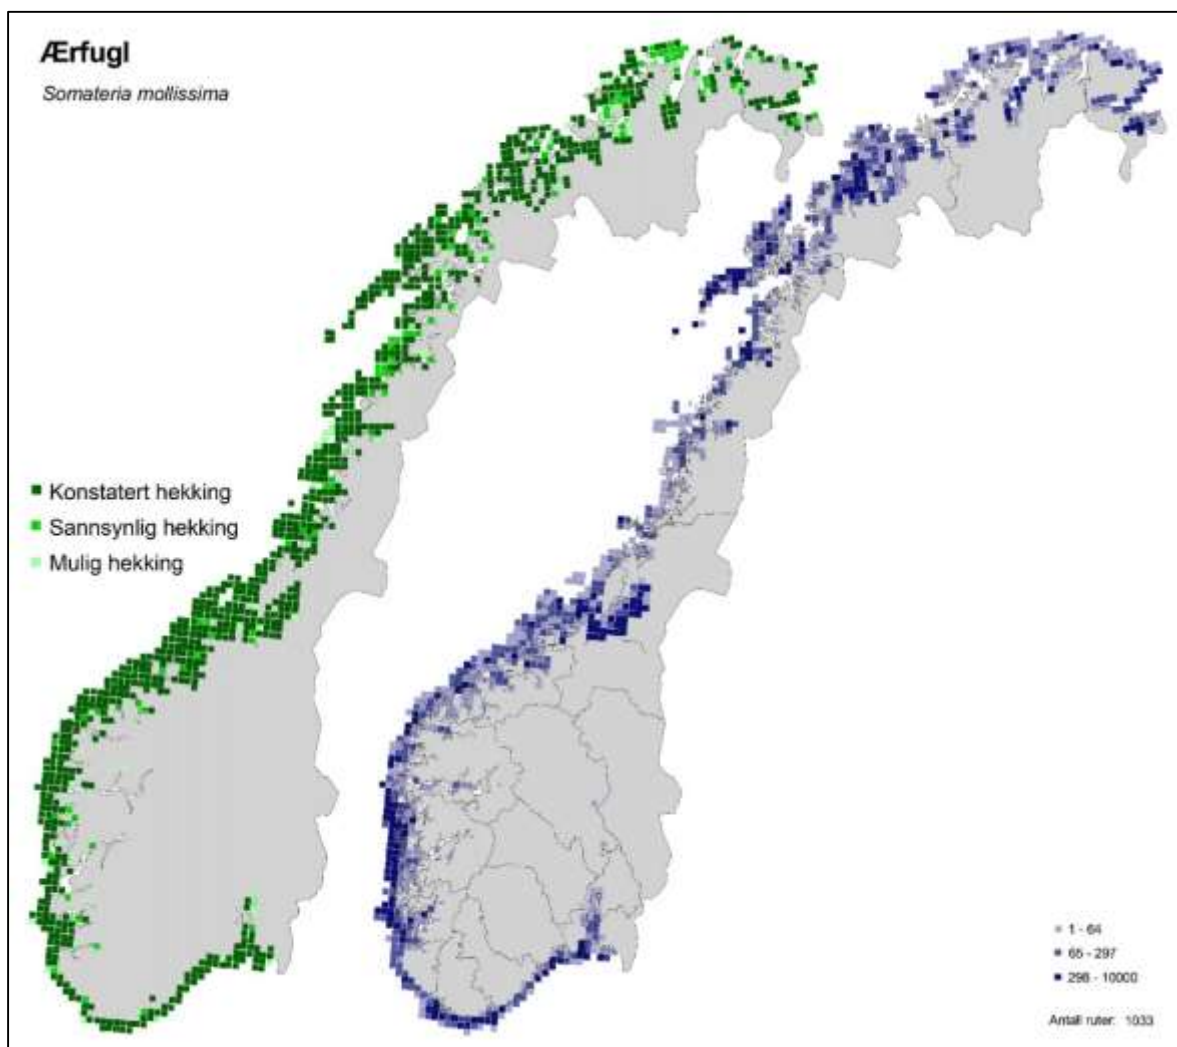 Ærfugl
Somateria mollissima
Konstatert hekking
Sannsynlig hekking
Mulig hekking
1 - 64
65 - 297
298 - 10000
Antall ruter: 1033